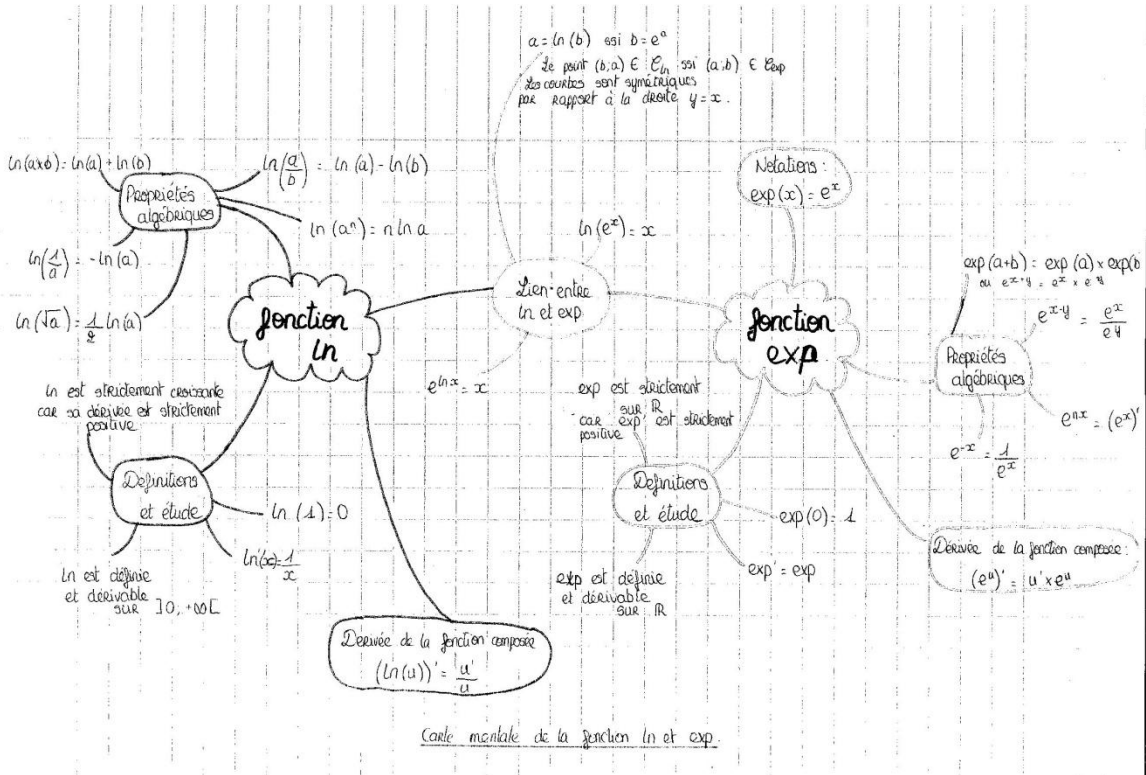 a = ln (b) ssi b = e^a
Le point (b;a) ∈ C_ln ssi (a;b) ∈ C_exp
Les courbes sont symétriques
par rapport à la droite y = x.
ln(a×b) = ln(a) + ln(b)
ln(a/b) = ln (a) - ln (b)
Propriétés
algébriques
ln (a^n) = n ln a
ln(1/a) = -ln(a)
ln(√a) = 1/2 ln(a)
fonction
ln
Lien entre
ln et exp
ln(e^x) = x
e^(ln x) = x
Notations :
exp(x) = e^x
fonction
exp
exp(a+b) = exp(a) × exp(b
ou e^(x+y) = e^x × e^y
e^(x-y) = e^x/e^y
Propriétés
algébriques
e^(nx) = (e^x)
e^(-x) = 1/e^x
ln est strictement croissante
car sa dérivée est strictement
positive
Définitions
et étude
ln (1) = 0
ln'(x) = 1/x
ln est définie
et dérivable
sur ]0; +∞[
exp est strictement
sur ℝ
car exp' est strictement
positive
Définitions
et étude
exp(0) = 1
exp' = exp
exp est définie
et dérivable
sur ℝ
Dérivée de la fonction composée
(ln(u))' = u'/u
Dérivée de la fonction composée :
(e^u)' = u' × e^u
Carte mentale de la fonction ln et exp.